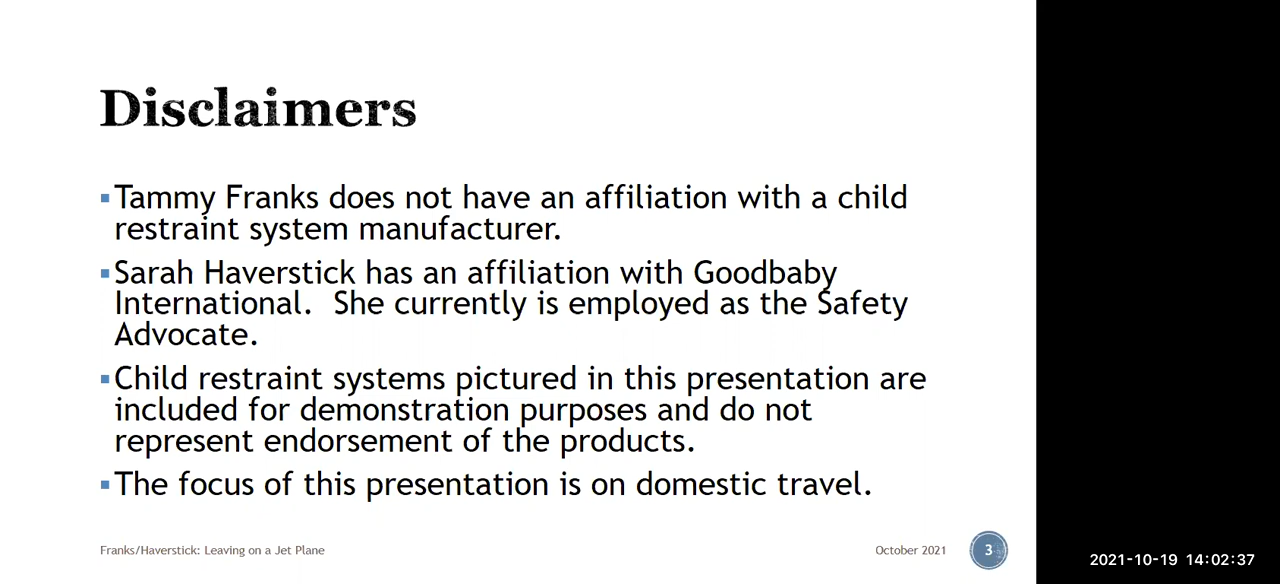 Disclaimers
▪Tammy Franks does not have an affiliation with a child
restraint system manufacturer.
▪Sarah Haverstick has an affiliation with Goodbaby
International.  She currently is employed as the Safety
Advocate.
▪Child restraint systems pictured in this presentation are
included for demonstration purposes and do not
represent endorsement of the products.
▪The focus of this presentation is on domestic travel.
Franks/Haverstick: Leaving on a Jet Plane
October 2021
3
2021-10-19 14:02:37